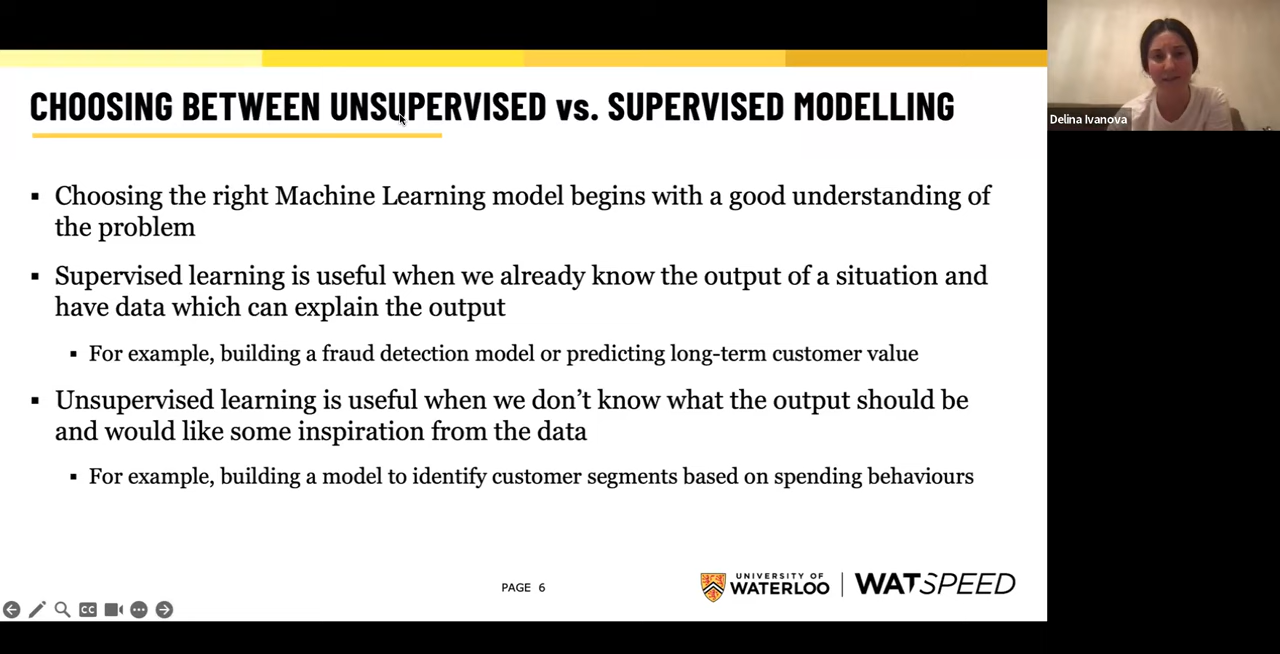 CHOOSING BETWEEN UNSUPERVISED vs. SUPERVISED MODELLING
▪ Choosing the right Machine Learning model begins with a good understanding of
the problem
▪ Supervised learning is useful when we already know the output of a situation and
have data which can explain the output
▪ For example, building a fraud detection model or predicting long-term customer value
▪ Unsupervised learning is useful when we don’t know what the output should be
and would like some inspiration from the data
▪ For example, building a model to identify customer segments based on spending behaviours
PAGE 6
UNIVERSITY OF
WATERLOO
WATSPEED
CC
Delina Ivanova